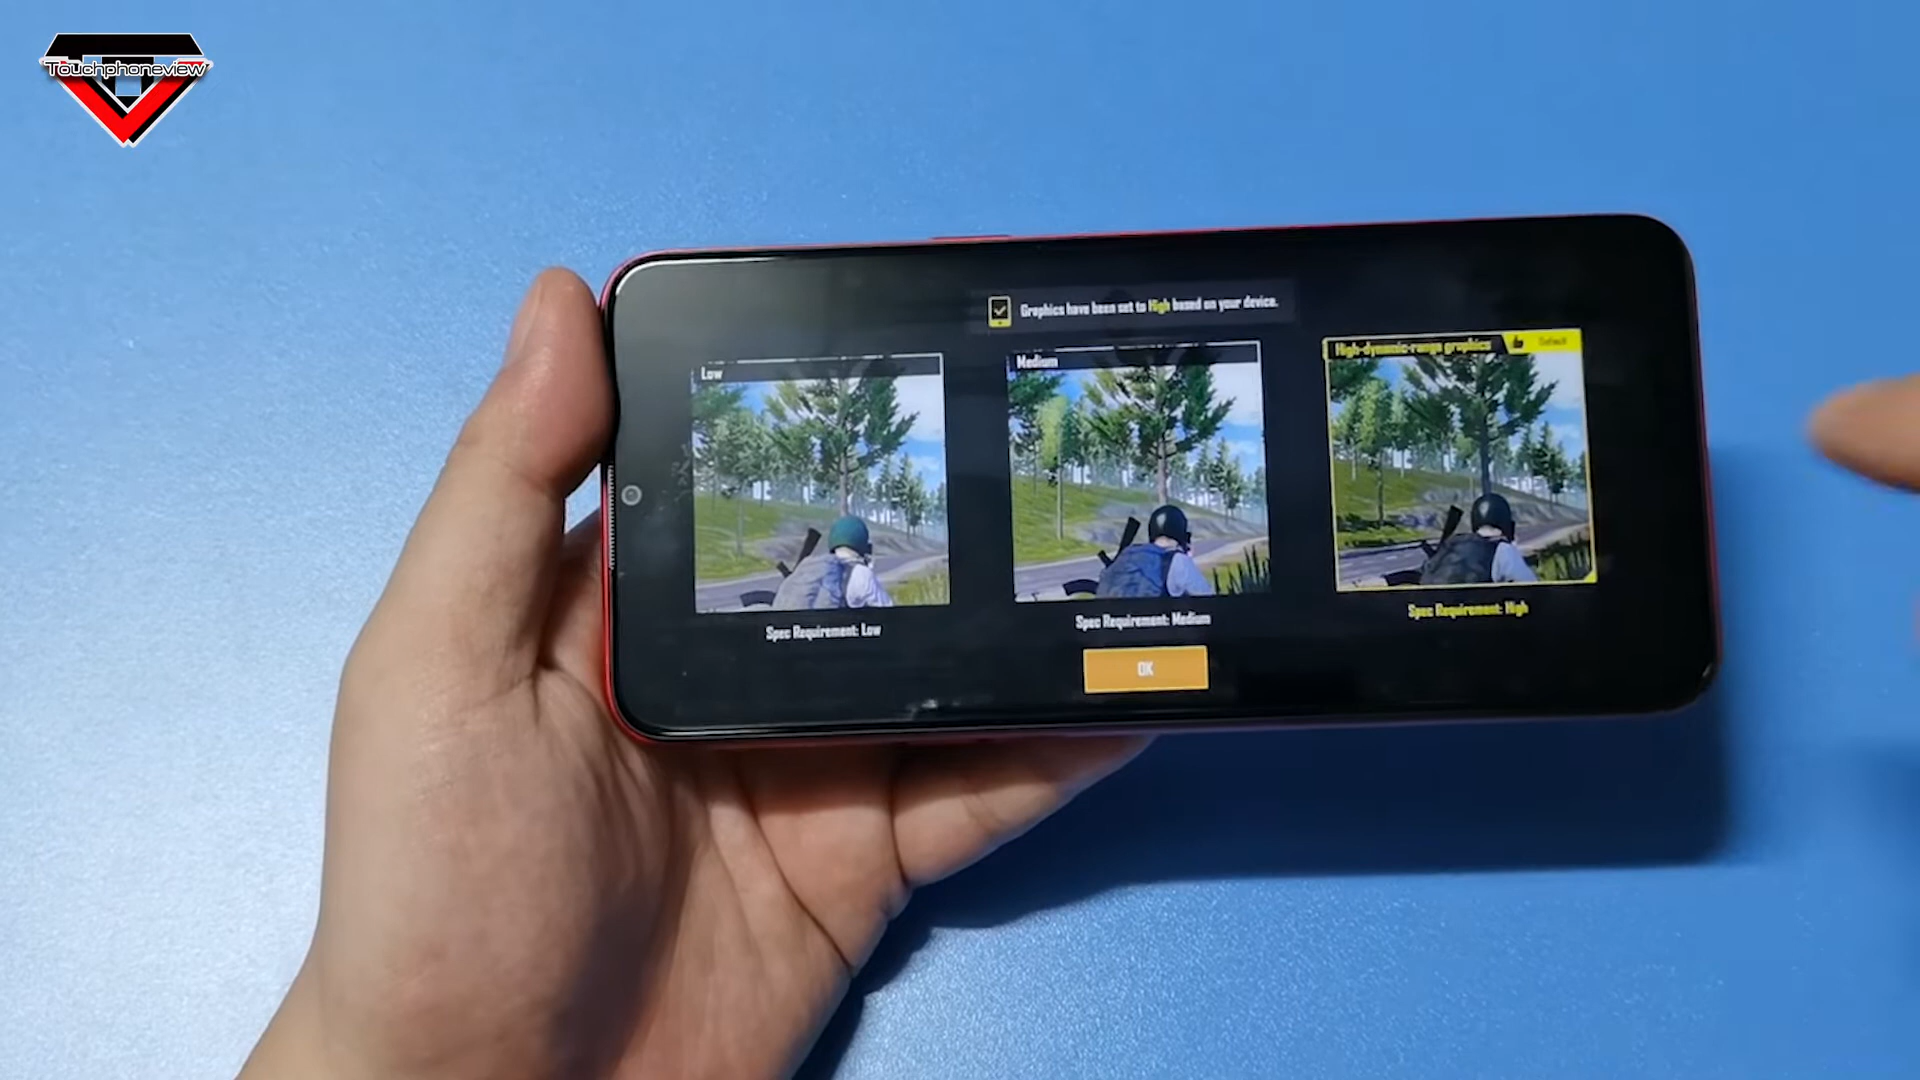 Touchphoneview
Graphics have been set to High based on your device.
Low
Medium
High-dynamic-range graphics
Default
Spec Requirement: Low
Spec Requirement: Medium
Spec Requirement: High
OK